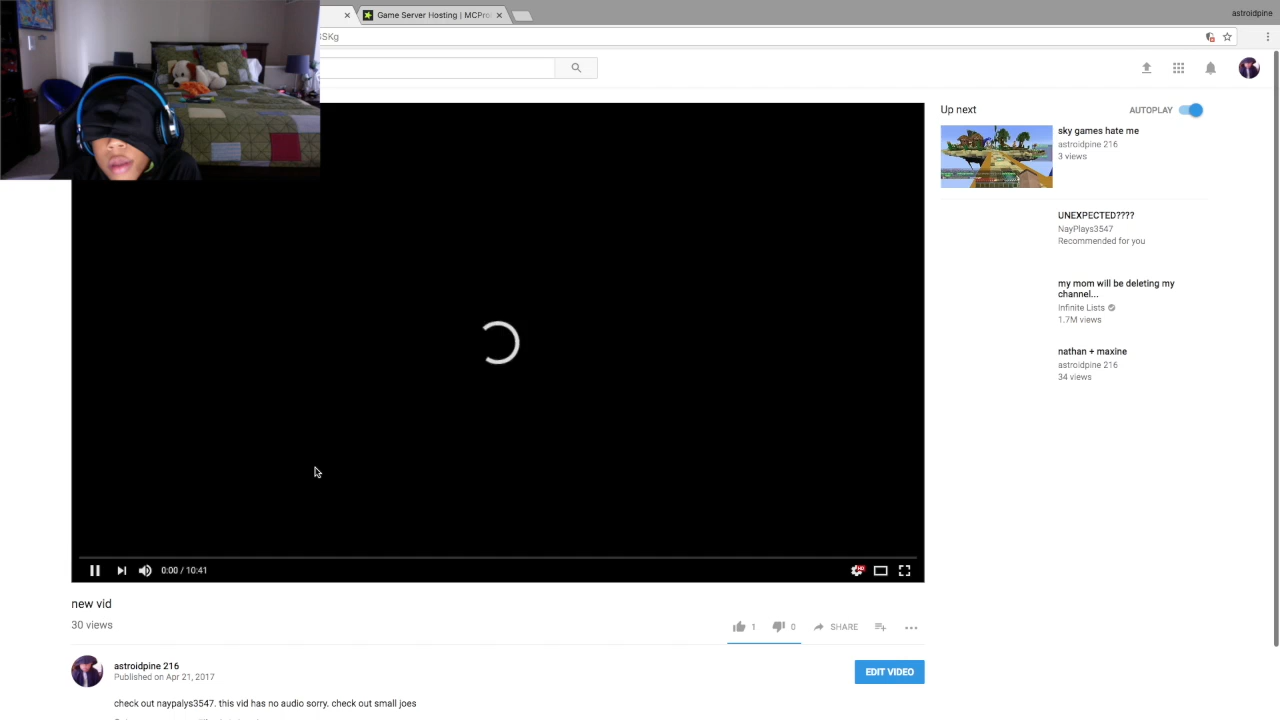 Game Server Hosting | MCPro
astroidpine
SSKg
Up next
AUTOPLAY
sky games hate me
astroidpine 216
3 views
UNEXPECTED????
NayPlays3547
Recommended for you
my mom will be deleting my
channel...
Infinite Lists
1.7M views
nathan + maxine
astroidpine 216
34 views
0:00 / 10:41
HD
new vid
30 views
1
0
SHARE
astroidpine 216
Published on Apr 21, 2017
EDIT VIDEO
check out naypalys3547. this vid has no audio sorry. check out small joes